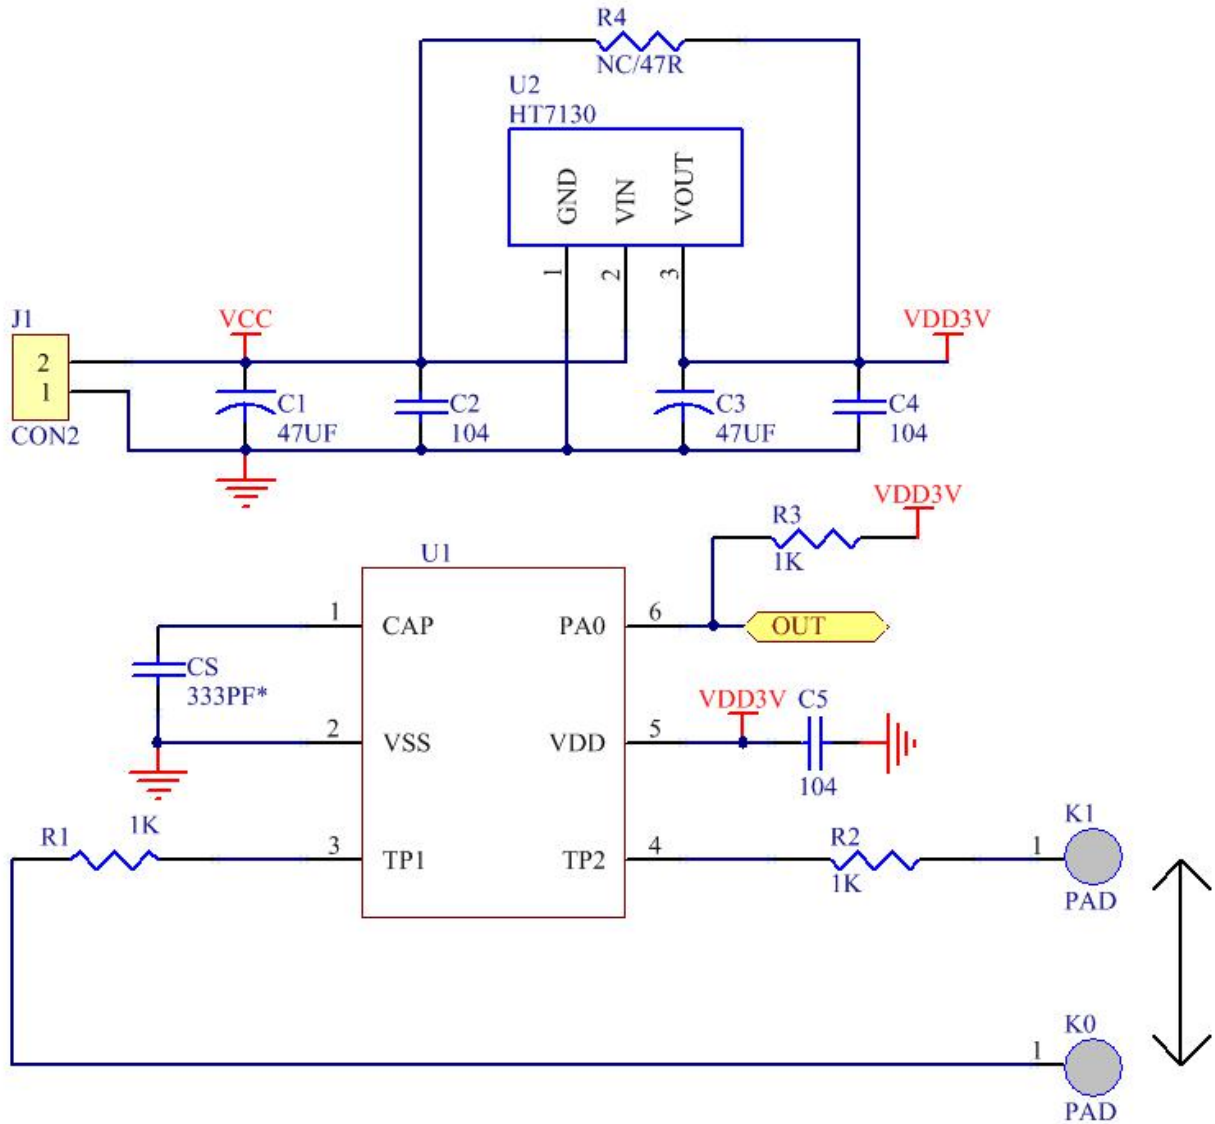 R4
NC/47R
U2
HT7130
GND
VIN
VOUT
1
2
3
J1
VCC
VDD3V
2
1
CON2
C1
47UF
C2
104
C3
47UF
C4
104
VDD3V
R3
1K
U1
1
CAP
PA0
6
OUT
CS
333PF*
VDD3V
C5
2
VSS
VDD
5
104
R1
1K
3
TP1
TP2
4
R2
1K
K1
1
PAD
K0
1
PAD